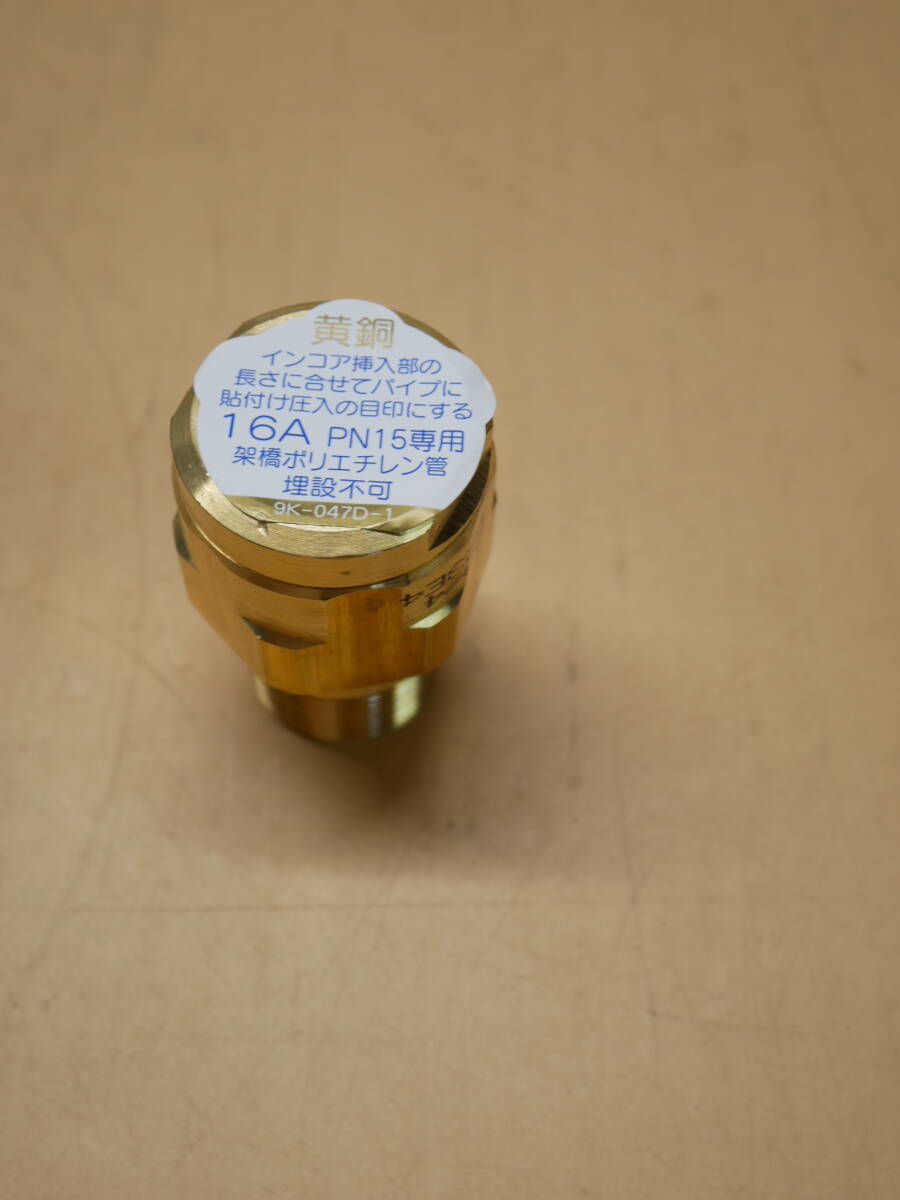 黄銅
インコア挿入部の
長さに合せてパイプに
貼付け圧入の目印にする
16A PN15専用
架橋ポリエチレン管
埋設不可
9K-047D-1